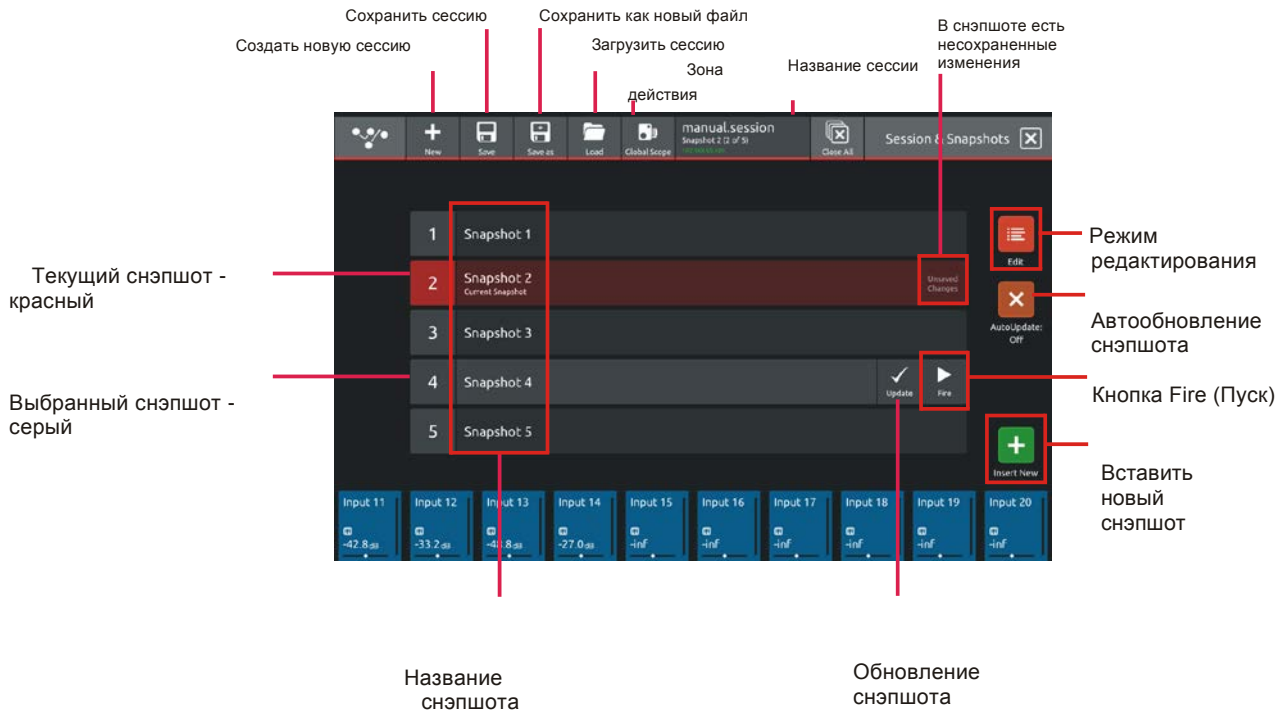 Сохранить сессию
Сохранить как новый файл
В снэпшоте есть
несохраненные
изменения
Создать новую сессию
Загрузить сессию
Зона
действия
Название сессии
New
Save
Save as
Load
Global Scope
manual.session
Snapshot 2 (2 of 5)
Close All
Session & Snapshots
1 Snapshot 1
2 Snapshot 2
Current Snapshot
Unsaved
Changes
3 Snapshot 3
4 Snapshot 4
Update
Fire
5 Snapshot 5
Edit
AutoUpdate:
Off
Insert New
Режим
редактирования
Текущий снэпшот -
красный
Автообновление
снэпшота
Кнопка Fire (Пуск)
Выбранный снэпшот -
серый
Вставить
новый
снэпшот
Input 11 Input 12 Input 13 Input 14 Input 15 Input 16 Input 17 Input 18 Input 19 Input 20
-42.8 dB -33.2 dB -48.8 dB -27.0 dB -inf -inf -inf -inf -inf -inf
Название
снэпшота
Обновление
снэпшота